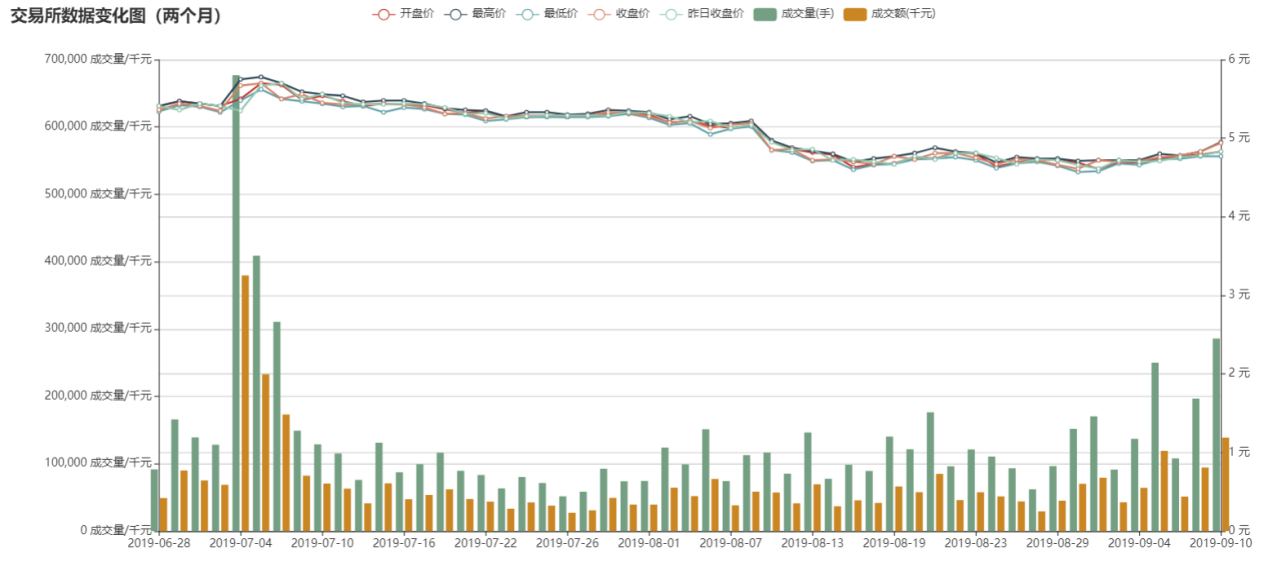 交易所数据变化图（两个月）
开盘价 最高价 最低价 收盘价 昨日收盘价 成交量(手) 成交额(千元)
700,000 成交量/千元
600,000 成交量/千元
500,000 成交量/千元
400,000 成交量/千元
300,000 成交量/千元
200,000 成交量/千元
100,000 成交量/千元
0 成交量/千元
6 元
5 元
4 元
3 元
2 元
1 元
0 元
2019-06-28 2019-07-04 2019-07-10 2019-07-16 2019-07-22 2019-07-26 2019-08-01 2019-08-07 2019-08-13 2019-08-19 2019-08-23 2019-08-29 2019-09-04 2019-09-10